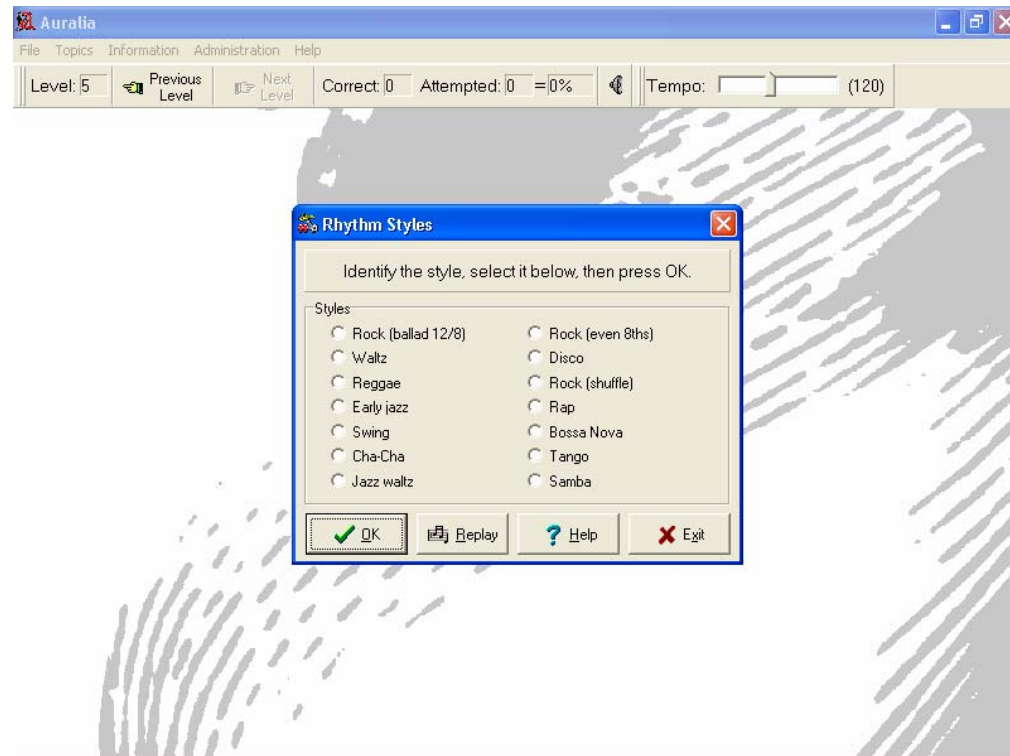 Auralia
File Topics Information Administration Help
Level: 5 Previous Level Next Level Correct: 0 Attempted: 0 =0% Tempo: (120)
Rhythm Styles
Identify the style, select it below, then press OK.
Styles
Rock (ballad 12/8) Rock (even 8ths)
Waltz Disco
Reggae Rock (shuffle)
Early jazz Rap
Swing Bossa Nova
Cha-Cha Tango
Jazz waltz Samba
OK Replay Help Exit